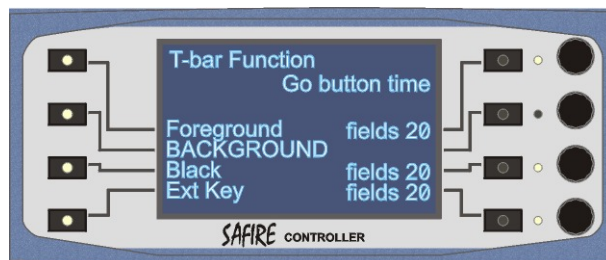 T-bar Function
Go button time
Foreground fields 20
BACKGROUND
Black fields 20
Ext Key fields 20
SAFIRE CONTROLLER